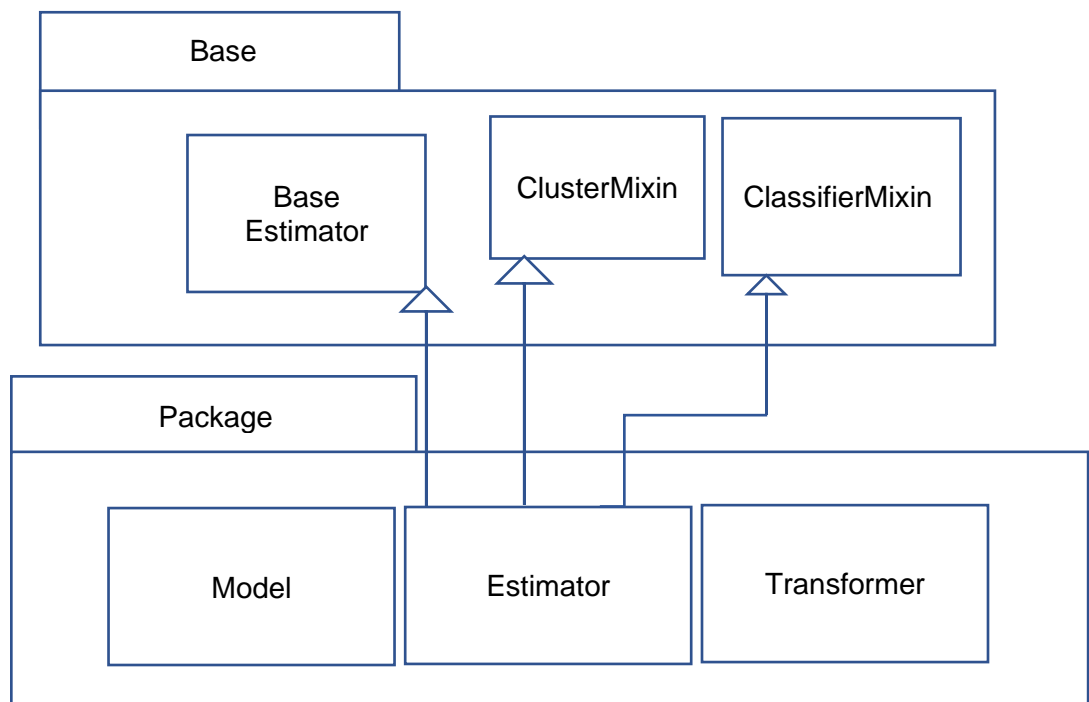 Base
Base
Estimator
ClusterMixin
ClassifierMixin
Package
Model
Estimator
Transformer